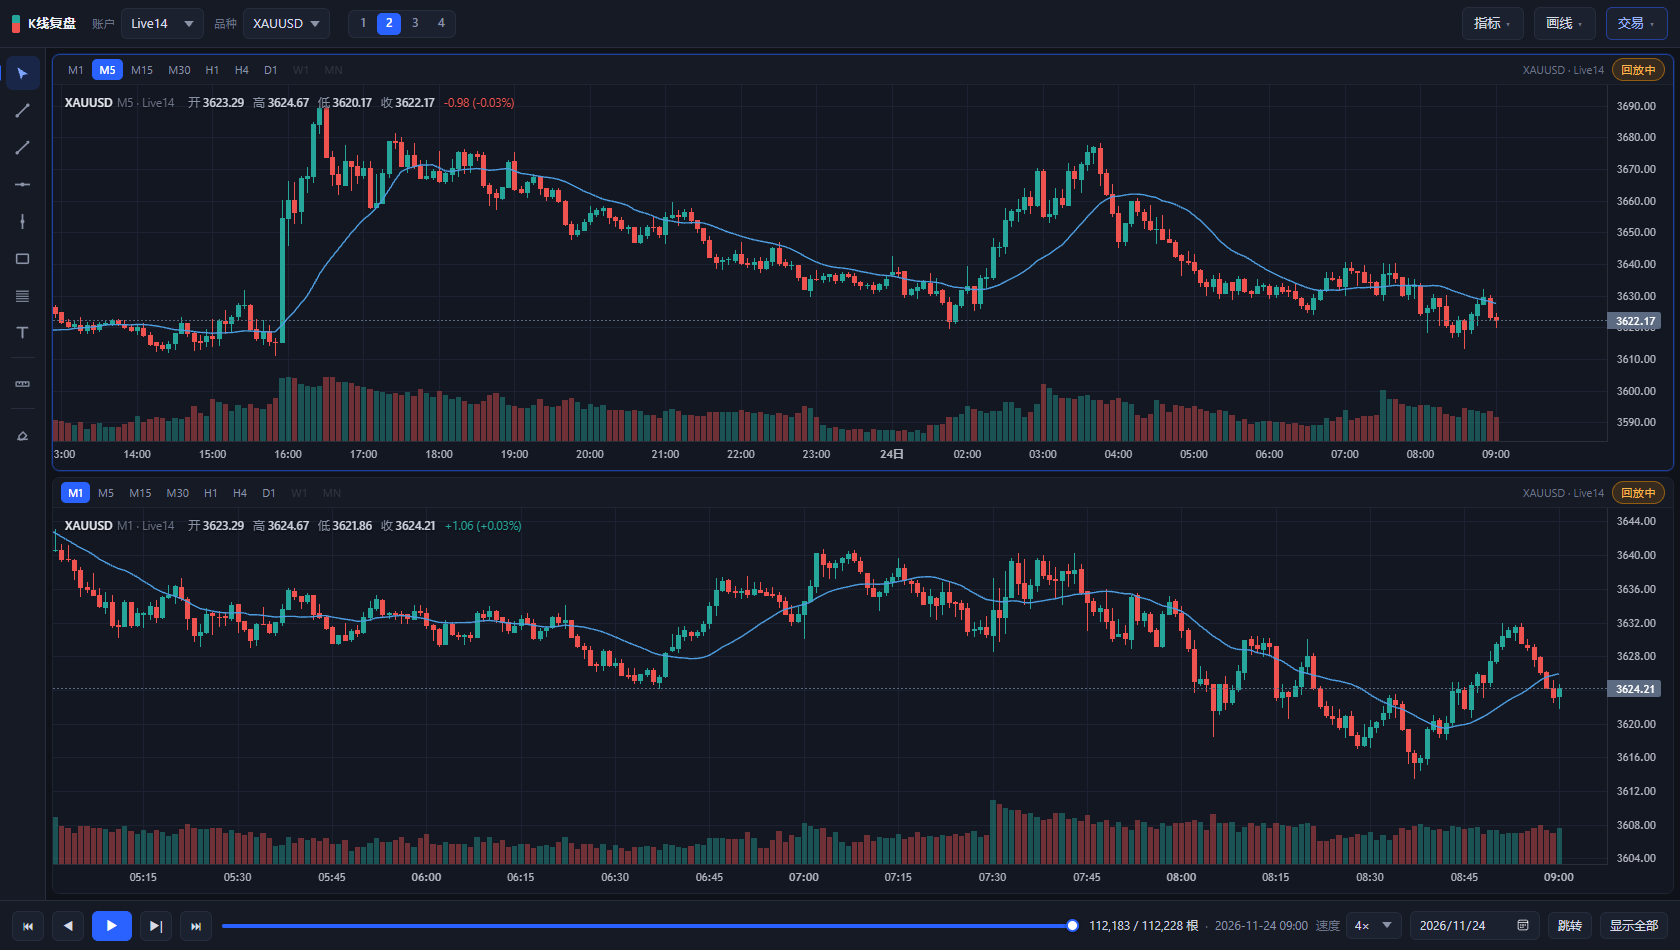 K线复盘 账户 Live14 品种 XAUUSD 1 2 3 4 指标 画线 交易
M1 M5 M15 M30 H1 H4 D1 W1 MN XAUUSD · Live14 回放中
XAUUSD M5 · Live14 开 3623.29 高 3624.67 低 3620.17 收 3622.17 -0.98 (-0.03%)
3690.00
3680.00
3670.00
3660.00
3650.00
3640.00
3630.00
3622.17
3610.00
3600.00
3590.00
3:00 14:00 15:00 16:00 17:00 18:00 19:00 20:00 21:00 22:00 23:00 24日 02:00 03:00 04:00 05:00 06:00 07:00 08:00 09:00
M1 M5 M15 M30 H1 H4 D1 W1 MN XAUUSD · Live14 回放中
XAUUSD M1 · Live14 开 3623.29 高 3624.67 低 3621.86 收 3624.21 +1.06 (+0.03%)
3644.00
3640.00
3636.00
3632.00
3628.00
3624.21
3620.00
3616.00
3612.00
3608.00
3604.00
05:15 05:30 05:45 06:00 06:15 06:30 06:45 07:00 07:15 07:30 07:45 08:00 08:15 08:30 08:45 09:00
112,183 / 112,228 根 · 2026-11-24 09:00 速度 4× 2026/11/24 跳转 显示全部